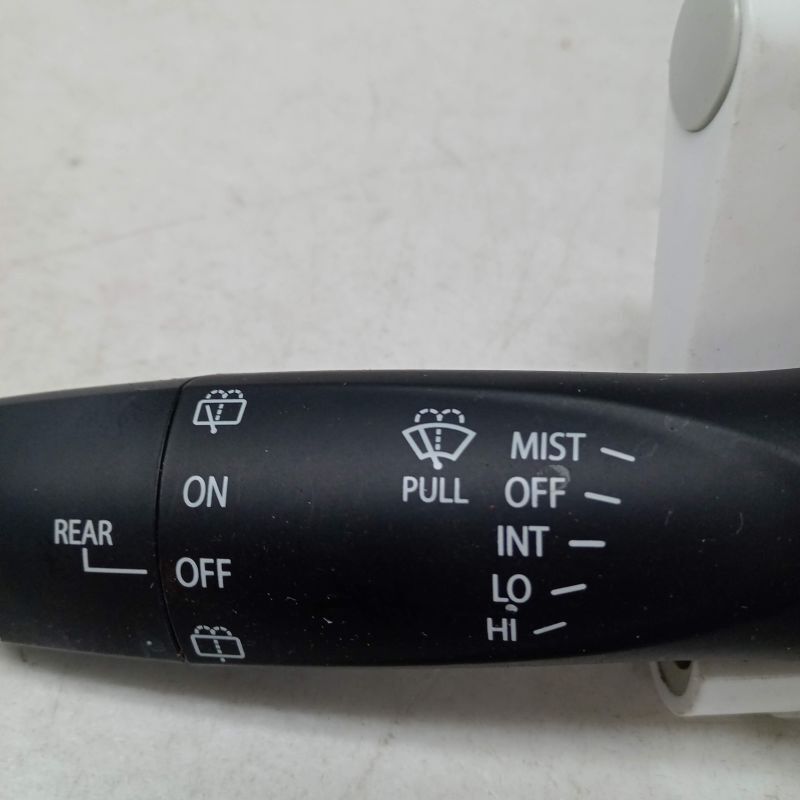 REAR
ON
OFF
PULL
MIST
OFF
INT
LO
HI